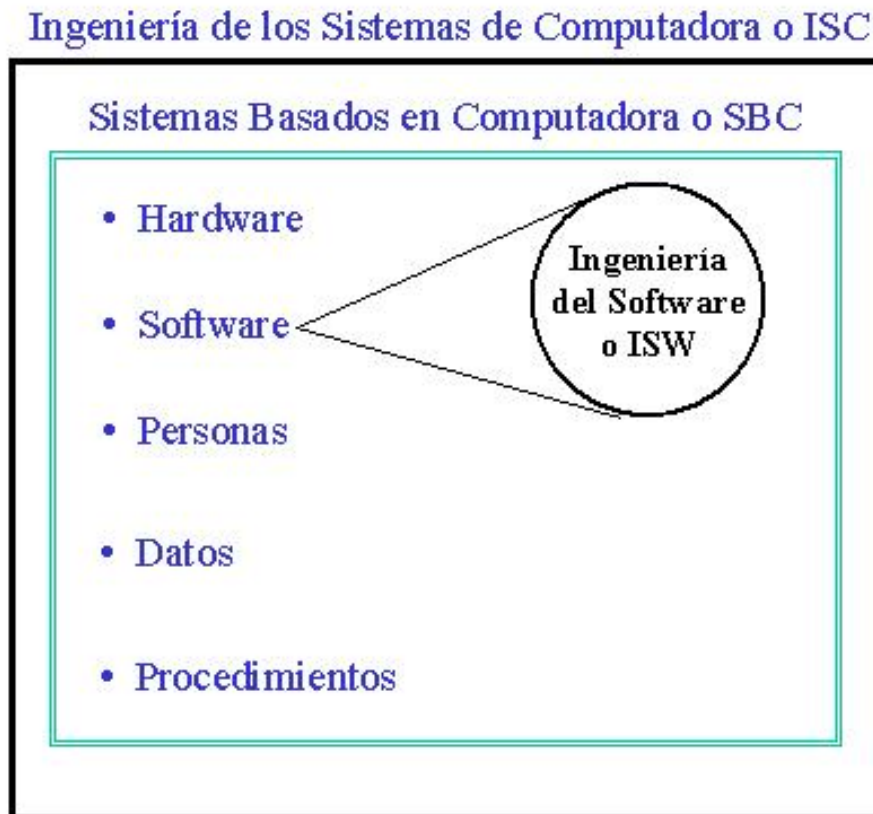 Ingeniería de los Sistemas de Computadora o ISC
Sistemas Basados en Computadora o SBC
• Hardware
• Software
• Personas
• Datos
• Procedimientos
Ingeniería
del Software
o ISW